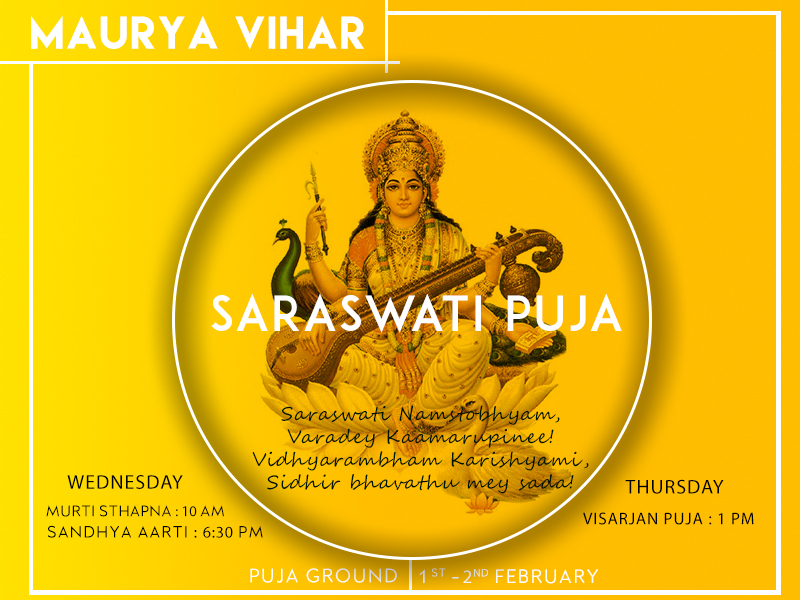 MAURYA VIHAR
SARASWATI PUJA
Saraswati Namstobhyam,
Varadey Kaamarupinee!
Vidhyarambham Karishyami,
Sidhir bhavathu mey sada!
WEDNESDAY
MURTI STHAPNA : 10 AM
SANDHYA AARTI : 6:30 PM
THURSDAY
VISARJAN PUJA : 1 PM
PUJA GROUND 1ST - 2ND FEBRUARY